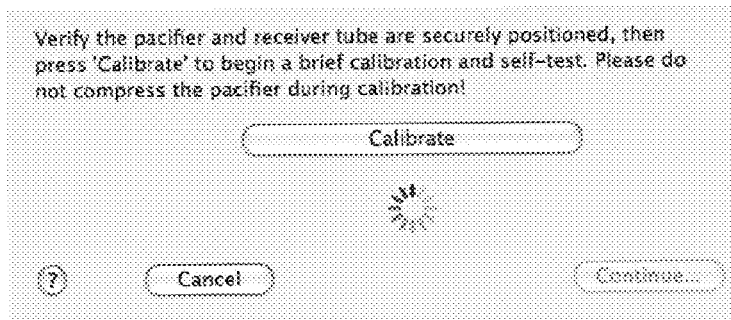 Verify the pacifier and receiver tube are securely positioned, then
press 'Calibrate' to begin a brief calibration and self-test. Please do
not compress the pacifier during calibration!
Calibrate
? Cancel Continue...